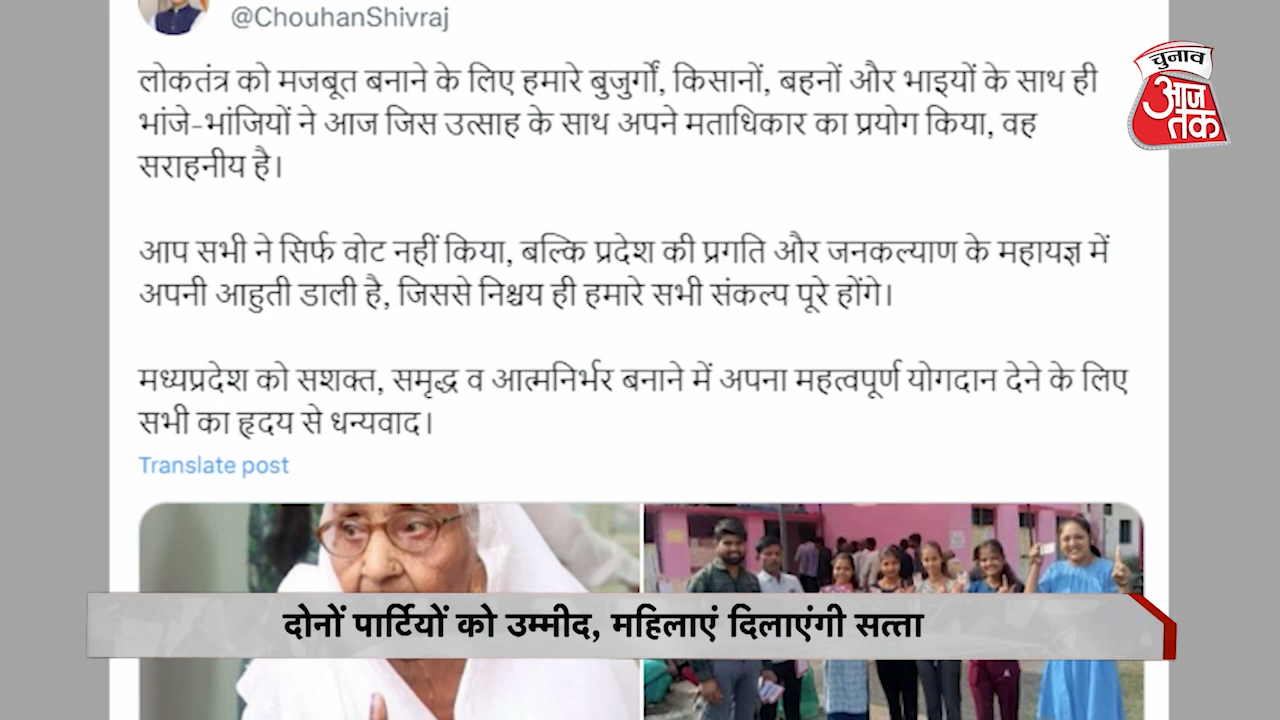 @ChouhanShivraj
चुनाव
आज
तक
लोकतंत्र को मजबूत बनाने के लिए हमारे बुजुर्गों, किसानों, बहनों और भाइयों के साथ ही
भांजे-भांजियों ने आज जिस उत्साह के साथ अपने मताधिकार का प्रयोग किया, वह
सराहनीय है।
आप सभी ने सिर्फ वोट नहीं किया, बल्कि प्रदेश की प्रगति और जनकल्याण के महायज्ञ में
अपनी आहुती डाली है, जिससे निश्चय ही हमारे सभी संकल्प पूरे होंगे।
मध्यप्रदेश को सशक्त, समृद्ध व आत्मनिर्भर बनाने में अपना महत्वपूर्ण योगदान देने के लिए
सभी का हृदय से धन्यवाद।
Translate post
दोनों पार्टियों को उम्मीद, महिलाएं दिलाएंगी सत्ता